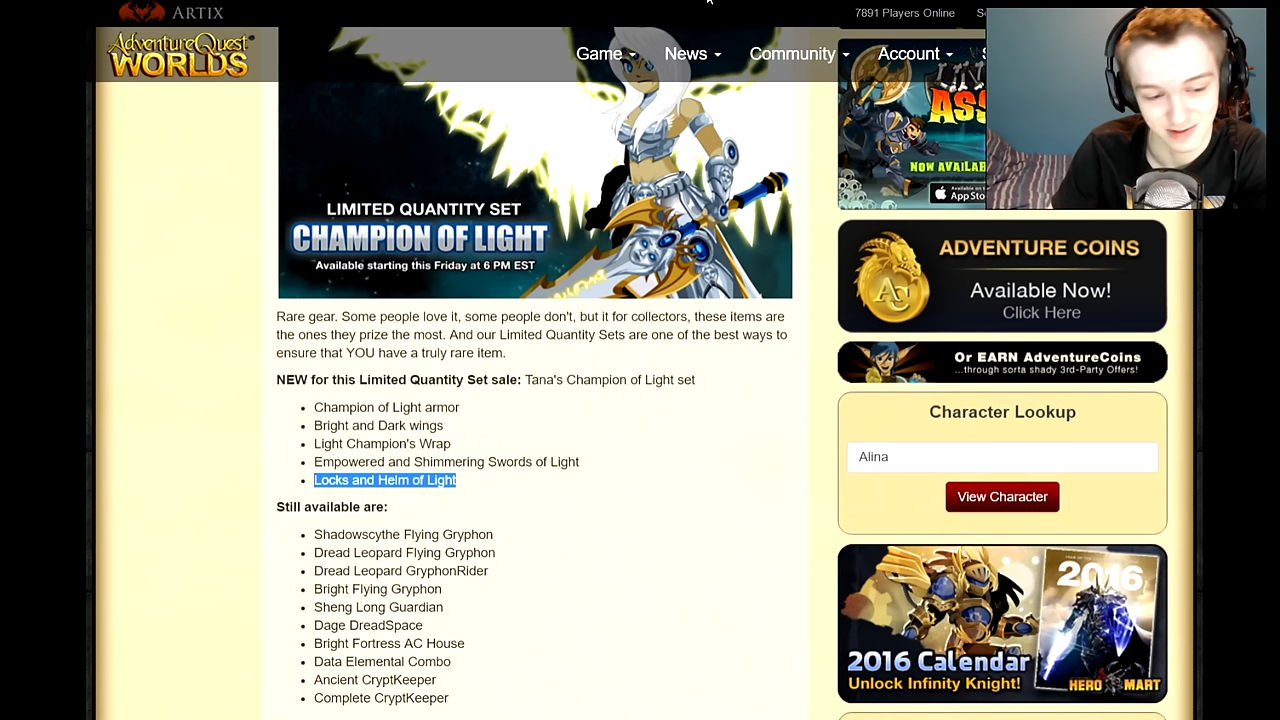 ARTIX
7891 Players Online
AdventureQuest
WORLDS
Game
News
Community
Account
LIMITED QUANTITY SET
CHAMPION OF LIGHT
Available starting this Friday at 6 PM EST
NOW AVAILAB
Available on
App Sto
Rare gear. Some people love it, some people don't, but it for collectors, these items are
the ones they prize the most. And our Limited Quantity Sets are one of the best ways to
ensure that YOU have a truly rare item.
NEW for this Limited Quantity Set sale: Tana's Champion of Light set
Champion of Light armor
Bright and Dark wings
Light Champion's Wrap
Empowered and Shimmering Swords of Light
Locks and Helm of Light
Still available are:
Shadowscythe Flying Gryphon
Dread Leopard Flying Gryphon
Dread Leopard GryphonRider
Bright Flying Gryphon
Sheng Long Guardian
Dage DreadSpace
Bright Fortress AC House
Data Elemental Combo
Ancient CryptKeeper
Complete CryptKeeper
ADVENTURE COINS
AC
Available Now!
Click Here
Or EARN AdventureCoins
...through sorta shady 3rd-Party Offers!
Character Lookup
Alina
View Character
2016
2016 Calendar
Unlock Infinity Knight!
HERO MART